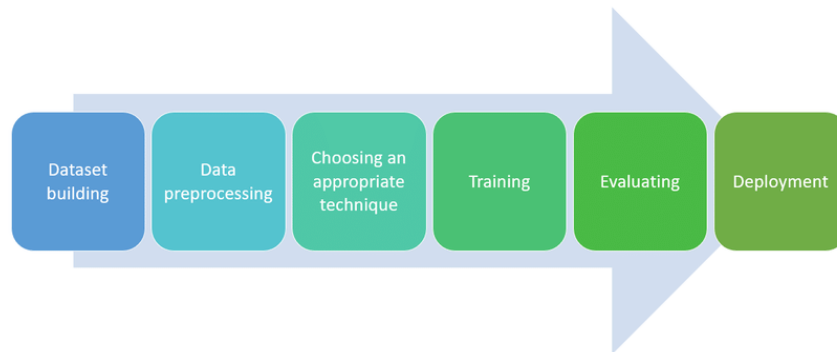 Dataset
building
Data
preprocessing
Choosing an
appropriate
technique
Training
Evaluating
Deployment